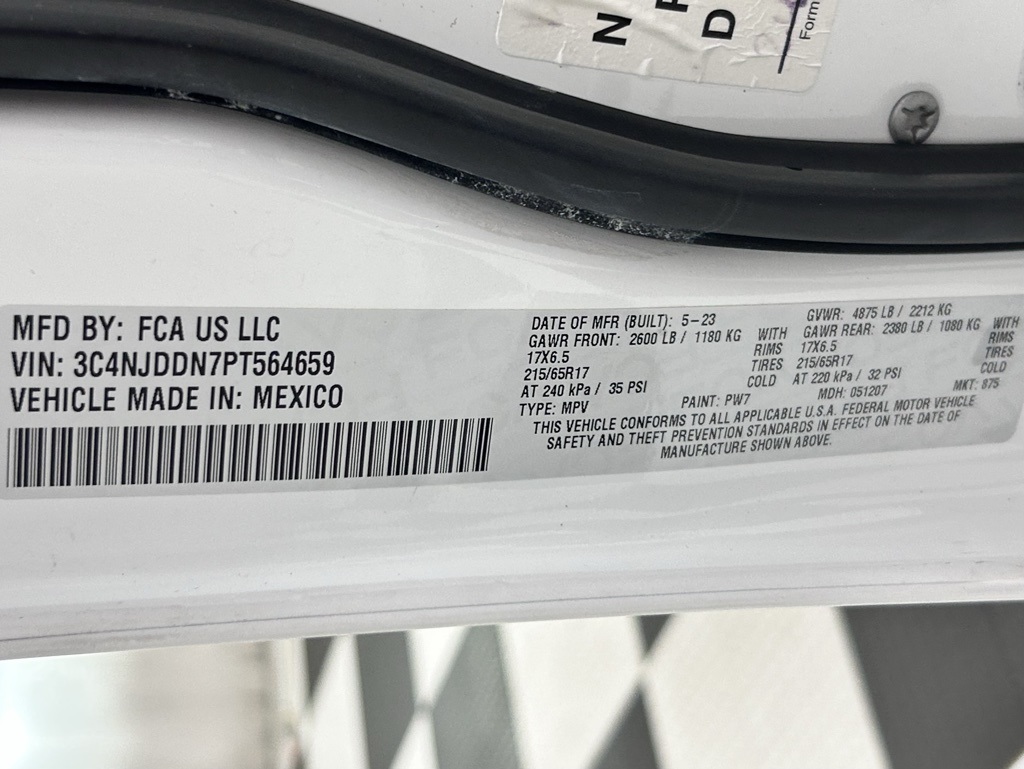 N
D
Form
MFD BY: FCA US LLC
VIN: 3C4NJDDN7PT564659
VEHICLE MADE IN: MEXICO
DATE OF MFR (BUILT): 5-23
GVWR: 4875 LB / 2212 KG
GAWR FRONT: 2600 LB / 1180 KG WITH
17X6.5 RIMS
215/65R17 TIRES
AT 240 kPa / 35 PSI COLD
GAWR REAR: 2380 LB / 1080 KG WITH
17X6.5 RIMS
215/65R17 TIRES
AT 220 kPa / 32 PSI COLD
TYPE: MPV PAINT: PW7 MDH: 051207 MKT: 875
THIS VEHICLE CONFORMS TO ALL APPLICABLE U.S.A. FEDERAL MOTOR VEHICLE
SAFETY AND THEFT PREVENTION STANDARDS IN EFFECT ON THE DATE OF
MANUFACTURE SHOWN ABOVE.